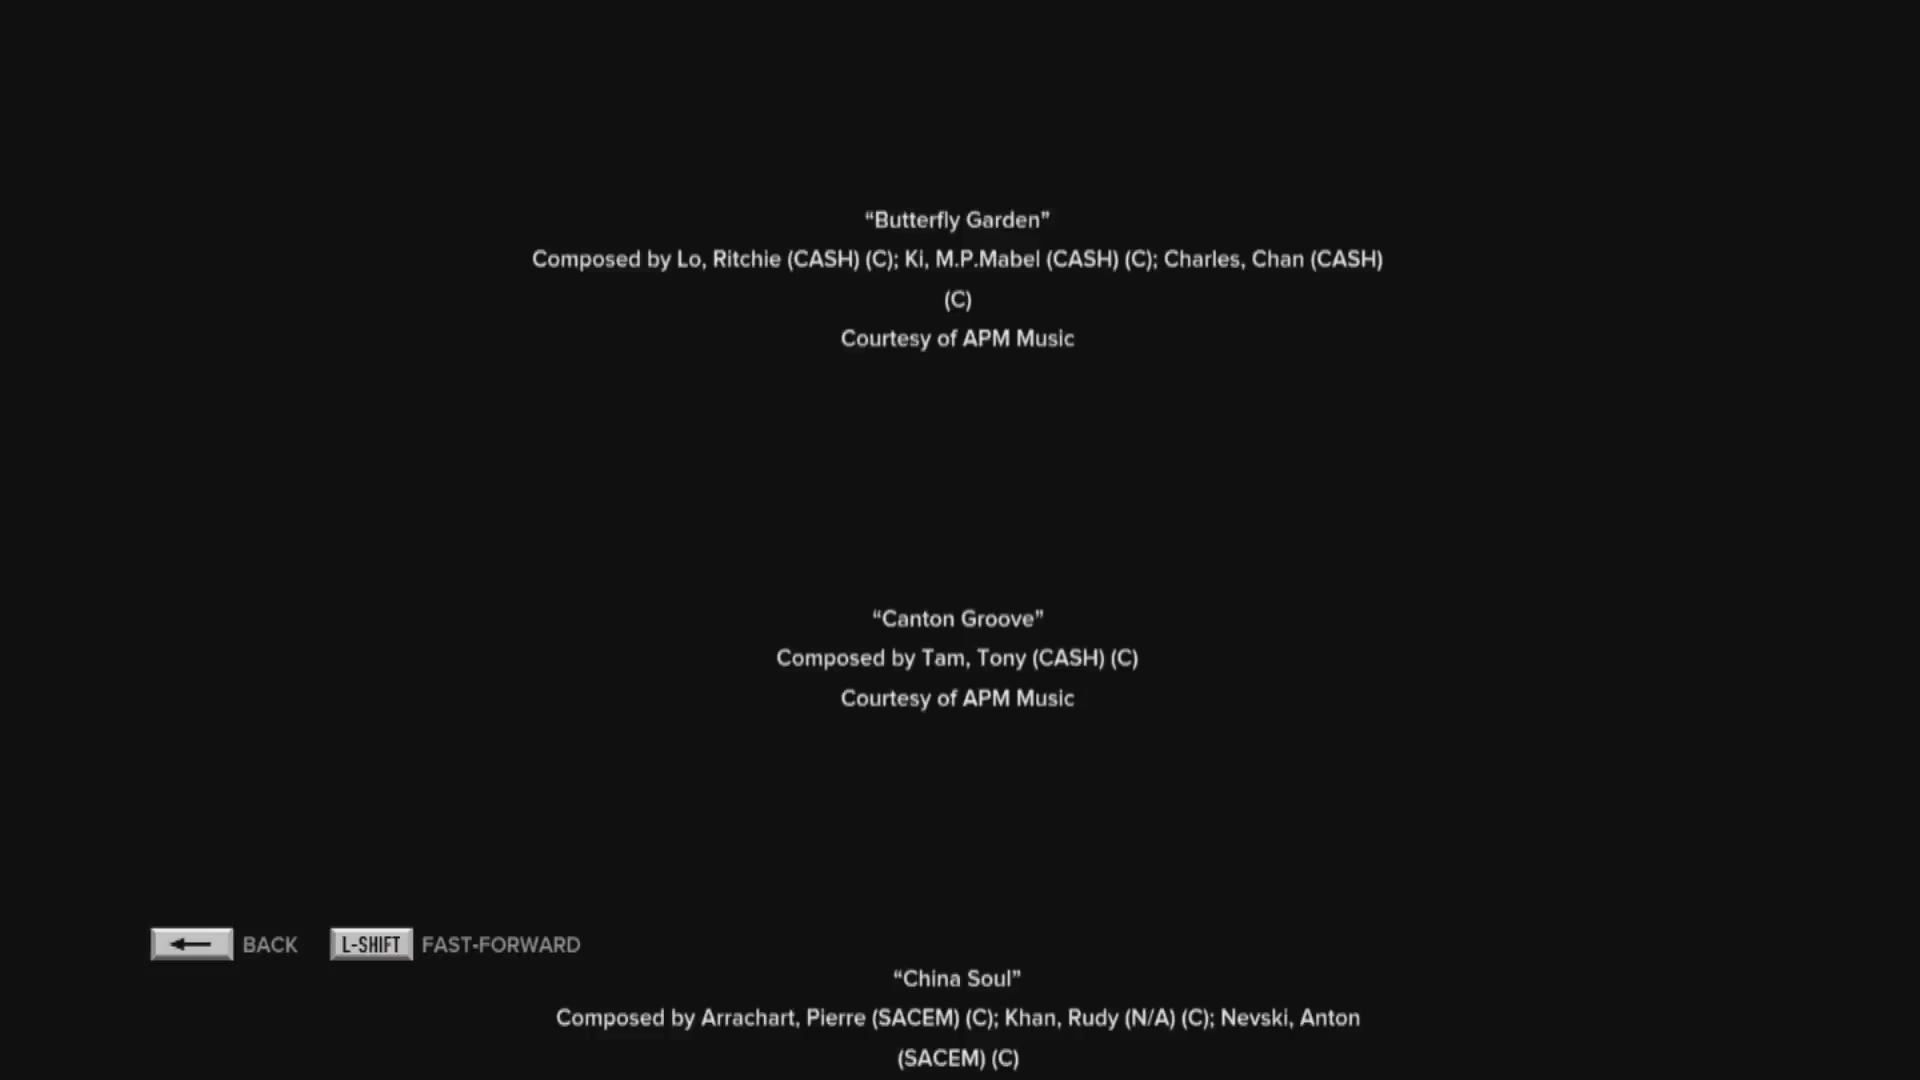 “Butterfly Garden”
Composed by Lo, Ritchie (CASH) (C); Ki, M.P.Mabel (CASH) (C); Charles, Chan (CASH)
(C)
Courtesy of APM Music
“Canton Groove”
Composed by Tam, Tony (CASH) (C)
Courtesy of APM Music
BACK L-SHIFT FAST-FORWARD
“China Soul”
Composed by Arrachart, Pierre (SACEM) (C); Khan, Rudy (N/A) (C); Nevski, Anton
(SACEM) (C)